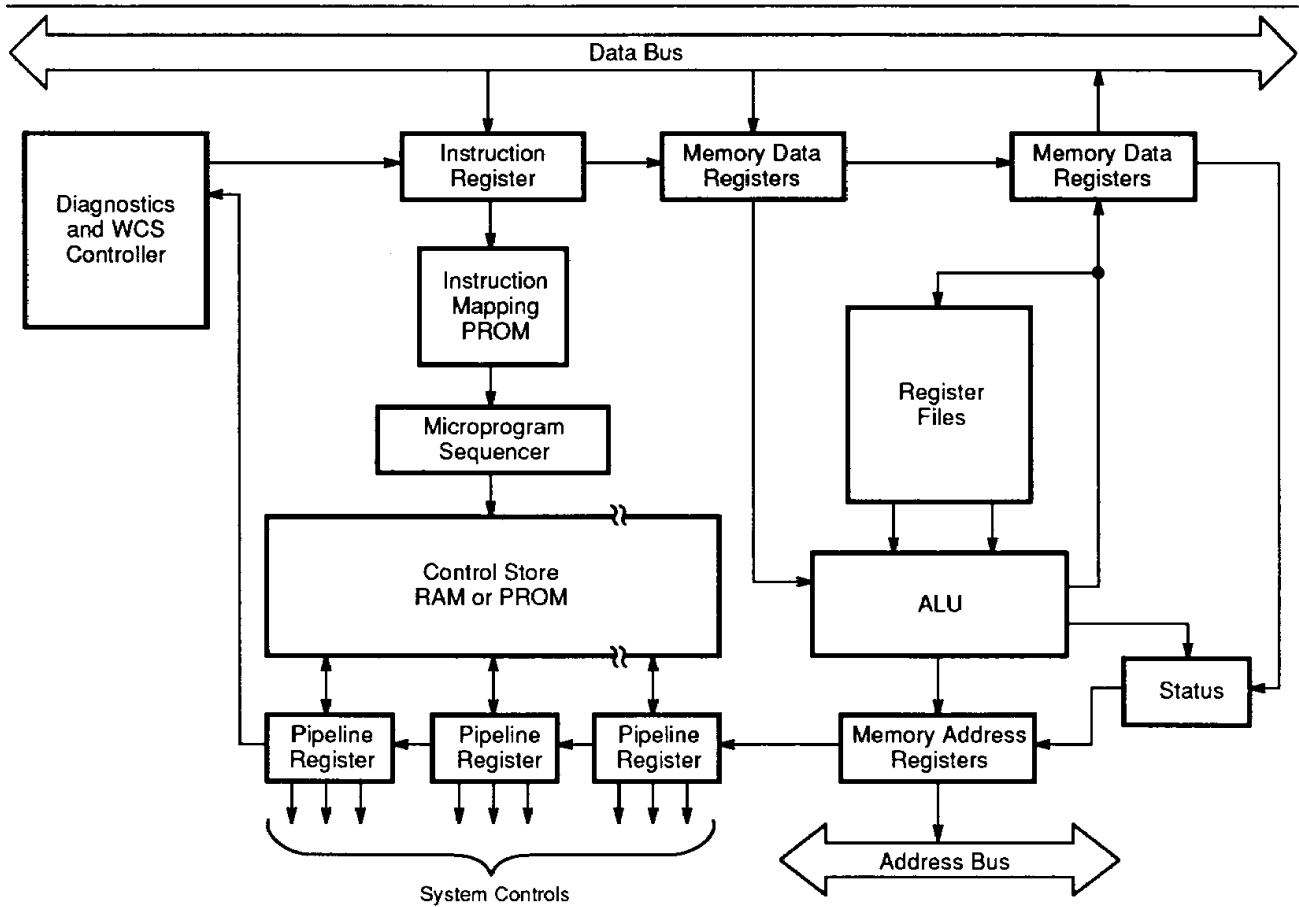 Data Bus
Diagnostics
and WCS
Controller
Instruction
Register
Memory Data
Registers
Memory Data
Registers
Instruction
Mapping
PROM
Microprogram
Sequencer
Register
Files
Control Store
RAM or PROM
ALU
Status
Pipeline
Register
Pipeline
Register
Pipeline
Register
Memory Address
Registers
Address Bus
System Controls